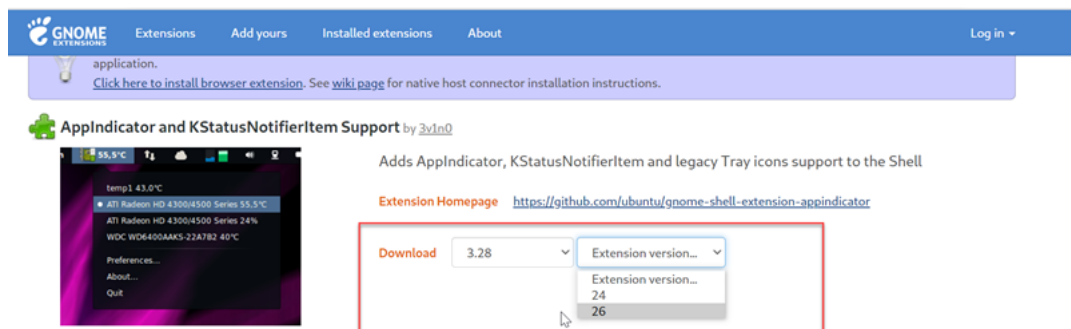 GNOME EXTENSIONS Extensions Add yours Installed extensions About Log in
application.
Click here to install browser extension. See wiki page for native host connector installation instructions.
AppIndicator and KStatusNotifierItem Support by 3v1n0
55,5°C
temp1 43,0°C
ATI Radeon HD 4300/4500 Series 55,5°C
ATI Radeon HD 4300/4500 Series 24%
WDC WD6400AAKS-22A7B2 40°C
Preferences...
About...
Quit
Adds AppIndicator, KStatusNotifierItem and legacy Tray icons support to the Shell
Extension Homepage https://github.com/ubuntu/gnome-shell-extension-appindicator
Download 3.28 Extension version...
Extension version...
24
26